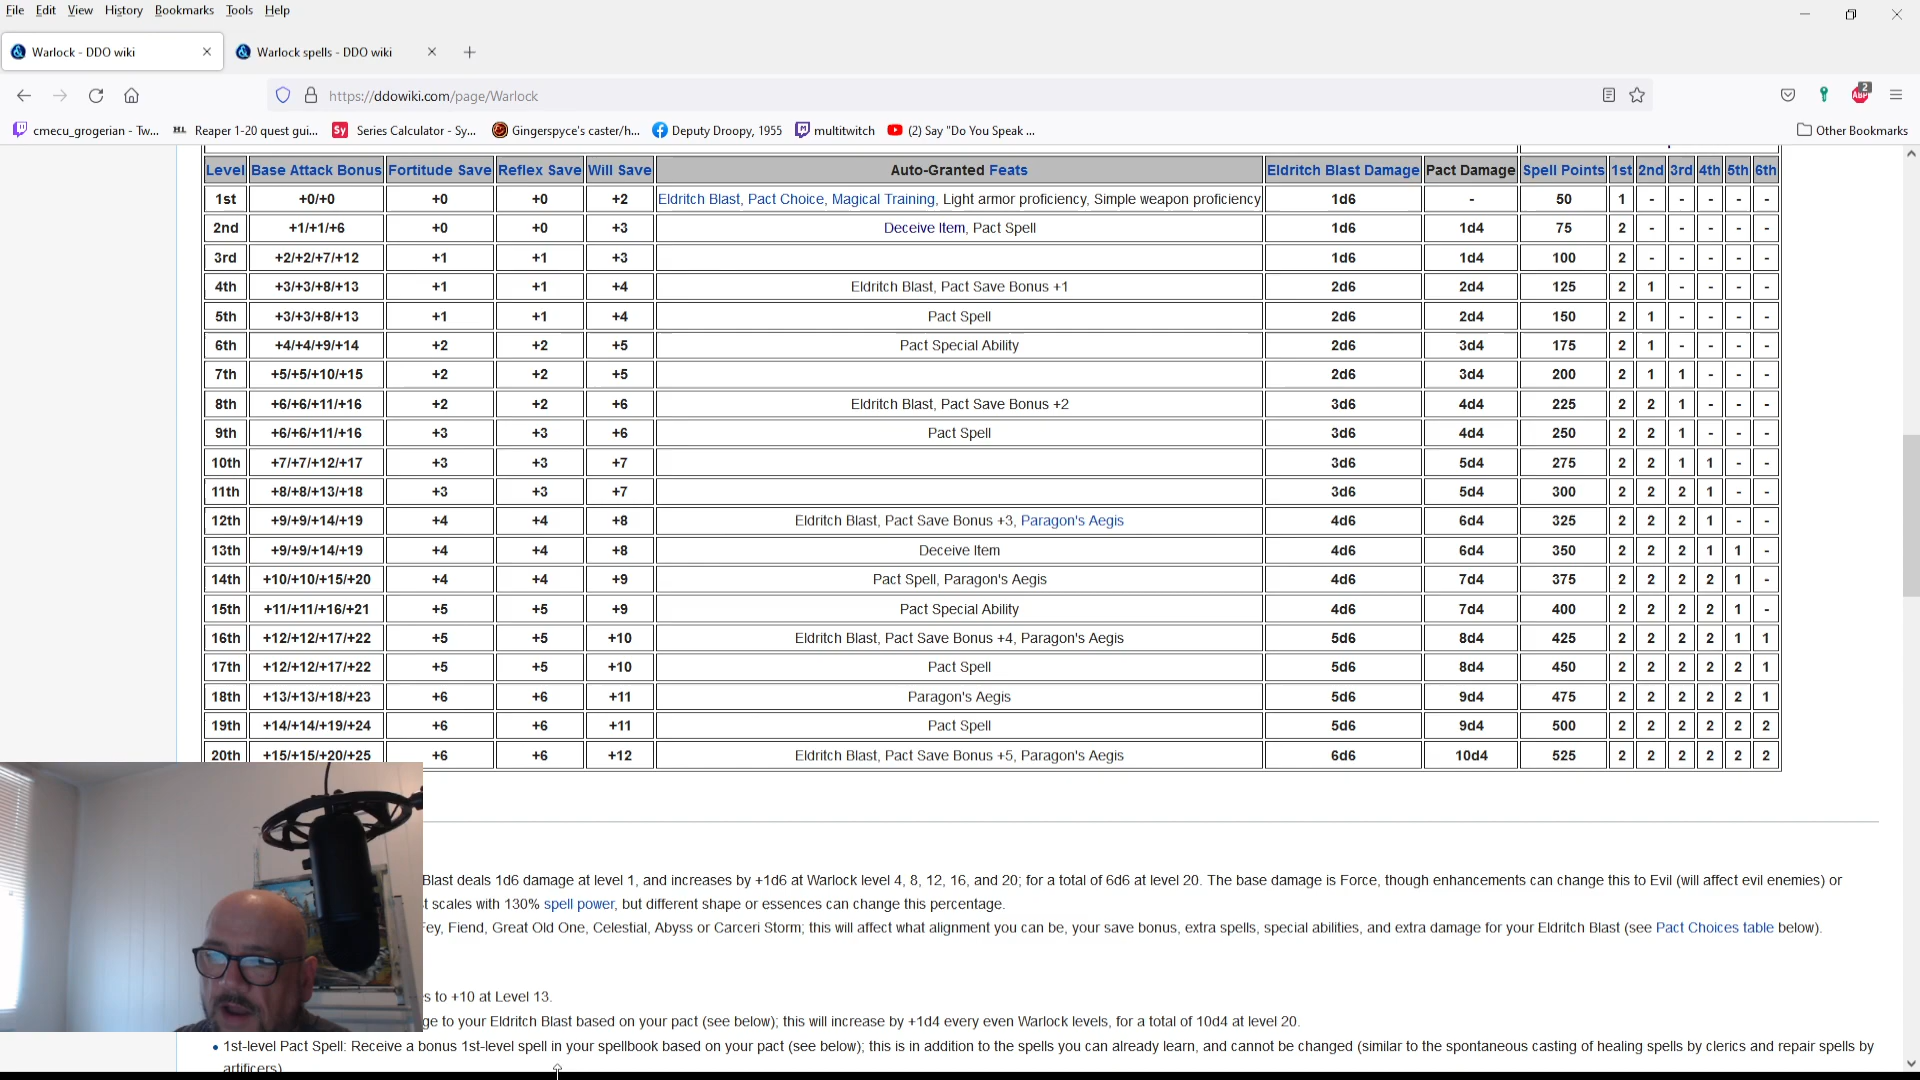 File Edit View History Bookmarks Tools Help
Warlock - DDO wiki Warlock spells - DDO wiki
https://ddowiki.com/page/Warlock
2
cmecu_grogerian - Tw... Reaper 1-20 quest gui... Sy Series Calculator - Sy... Gingerspyce's caster/h... Deputy Droopy, 1955 multitwitch (2) Say "Do You Speak ... Other Bookmarks
Level Base Attack Bonus Fortitude Save Reflex Save Will Save Auto-Granted Feats Eldritch Blast Damage Pact Damage Spell Points 1st 2nd 3rd 4th 5th 6th
1st +0/+0 +0 +0 +2 Eldritch Blast, Pact Choice, Magical Training, Light armor proficiency, Simple weapon proficiency 1d6 - 50 1 - - - - -
2nd +1/+1/+6 +0 +0 +3 Deceive Item, Pact Spell 1d6 1d4 75 2 - - - - -
3rd +2/+2/+7/+12 +1 +1 +3 1d6 1d4 100 2 - - - - -
4th +3/+3/+8/+13 +1 +1 +4 Eldritch Blast, Pact Save Bonus +1 2d6 2d4 125 2 1 - - - -
5th +3/+3/+8/+13 +1 +1 +4 Pact Spell 2d6 2d4 150 2 1 - - - -
6th +4/+4/+9/+14 +2 +2 +5 Pact Special Ability 2d6 3d4 175 2 1 - - - -
7th +5/+5/+10/+15 +2 +2 +5 2d6 3d4 200 2 1 1 - - -
8th +6/+6/+11/+16 +2 +2 +6 Eldritch Blast, Pact Save Bonus +2 3d6 4d4 225 2 2 1 - - -
9th +6/+6/+11/+16 +3 +3 +6 Pact Spell 3d6 4d4 250 2 2 1 - - -
10th +7/+7/+12/+17 +3 +3 +7 3d6 5d4 275 2 2 1 1 - -
11th +8/+8/+13/+18 +3 +3 +7 3d6 5d4 300 2 2 2 1 - -
12th +9/+9/+14/+19 +4 +4 +8 Eldritch Blast, Pact Save Bonus +3, Paragon's Aegis 4d6 6d4 325 2 2 2 1 - -
13th +9/+9/+14/+19 +4 +4 +8 Deceive Item 4d6 6d4 350 2 2 2 1 1 -
14th +10/+10/+15/+20 +4 +4 +9 Pact Spell, Paragon's Aegis 4d6 7d4 375 2 2 2 2 1 -
15th +11/+11/+16/+21 +5 +5 +9 Pact Special Ability 4d6 7d4 400 2 2 2 2 1 -
16th +12/+12/+17/+22 +5 +5 +10 Eldritch Blast, Pact Save Bonus +4, Paragon's Aegis 5d6 8d4 425 2 2 2 2 1 1
17th +12/+12/+17/+22 +5 +5 +10 Pact Spell 5d6 8d4 450 2 2 2 2 2 1
18th +13/+13/+18/+23 +6 +6 +11 Paragon's Aegis 5d6 9d4 475 2 2 2 2 2 1
19th +14/+14/+19/+24 +6 +6 +11 Pact Spell 5d6 9d4 500 2 2 2 2 2 2
20th +15/+15/+20/+25 +6 +6 +12 Eldritch Blast, Pact Save Bonus +5, Paragon's Aegis 6d6 10d4 525 2 2 2 2 2 2
Blast deals 1d6 damage at level 1, and increases by +1d6 at Warlock level 4, 8, 12, 16, and 20; for a total of 6d6 at level 20. The base damage is Force, though enhancements can change this to Evil (will affect evil enemies) or
t scales with 130% spell power, but different shape or essences can change this percentage.
Fey, Fiend, Great Old One, Celestial, Abyss or Carceri Storm; this will affect what alignment you can be, your save bonus, extra spells, special abilities, and extra damage for your Eldritch Blast (see Pact Choices table below).
s to +10 at Level 13.
ge to your Eldritch Blast based on your pact (see below); this will increase by +1d4 every even Warlock levels, for a total of 10d4 at level 20.
• 1st-level Pact Spell: Receive a bonus 1st-level spell in your spellbook based on your pact (see below); this is in addition to the spells you can already learn, and cannot be changed (similar to the spontaneous casting of healing spells by clerics and repair spells by
artificers)